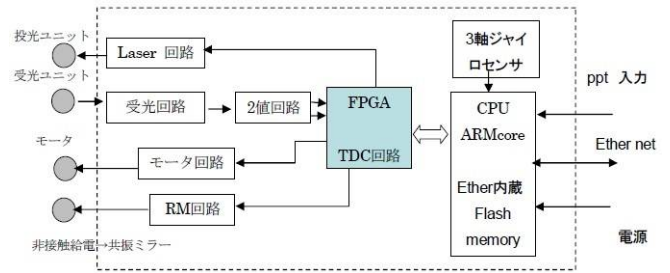 投光ユニット
Laser 回路
3軸ジャイ
ロセンサ
受光ユニット
ppt 入力
受光回路
2値回路
FPGA
TDC回路
CPU
ARMcore
Ether内蔵
Flash
memory
Ether net
モータ
モータ回路
RM回路
電源
非接触給電→共振ミラー